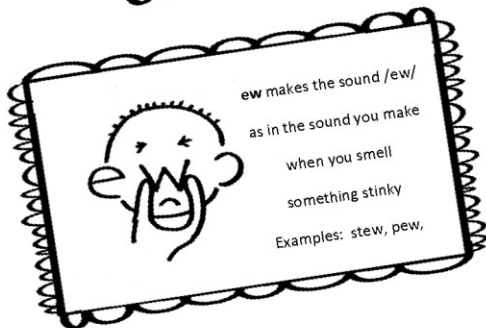 ew makes the sound /ew/
as in the sound you make
when you smell
something stinky
Examples: stew, pew,